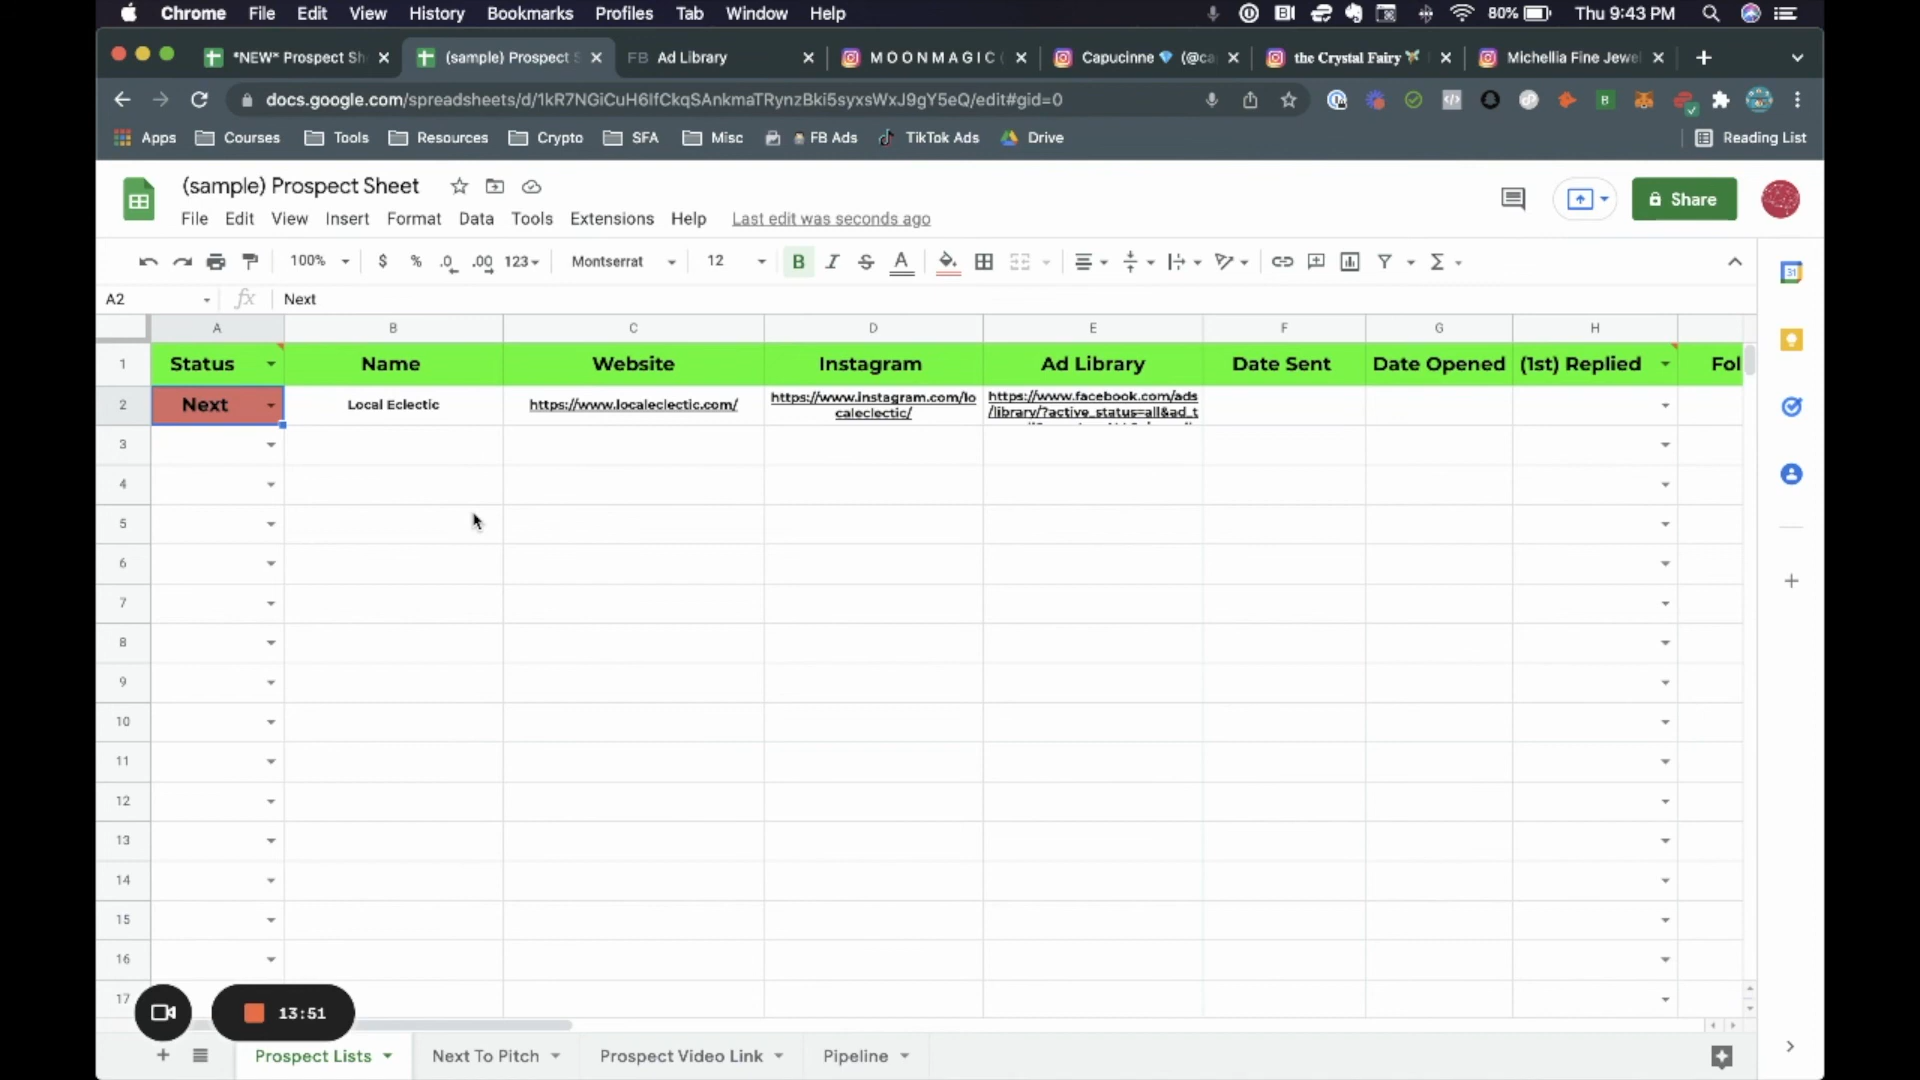 Chrome File Edit View History Bookmarks Profiles Tab Window Help 80% Thu 9:43 PM
*NEW* Prospect Sh (sample) Prospect S FB Ad Library M O O N M A G I C ( Capucinne 💎 (@ca the Crystal Fairy Michellia Fine Jewel
docs.google.com/spreadsheets/d/1kR7NGiCuH6IfCkqSAnkmaTRynzBki5syxsWxJ9gY5eQ/edit#gid=0
Apps Courses Tools Resources Crypto SFA Misc FB Ads TikTok Ads Drive Reading List
(sample) Prospect Sheet
Share
File Edit View Insert Format Data Tools Extensions Help Last edit was seconds ago
100% $ % .0 .00 123 Montserrat 12 B I S A Σ
31
A2 fx Next
A B C D E F G H
1 Status Name Website Instagram Ad Library Date Sent Date Opened (1st) Replied Fol
2 Next Local Eclectic https://www.localeclectic.com/ https://www.instagram.com/lo https://www.facebook.com/ads
caleclectic/ /library/?active_status=all&ad_t
3
4
5
6
7
8
9
10
11
12
13
14
15
16
17
13:51
Prospect Lists Next To Pitch Prospect Video Link Pipeline